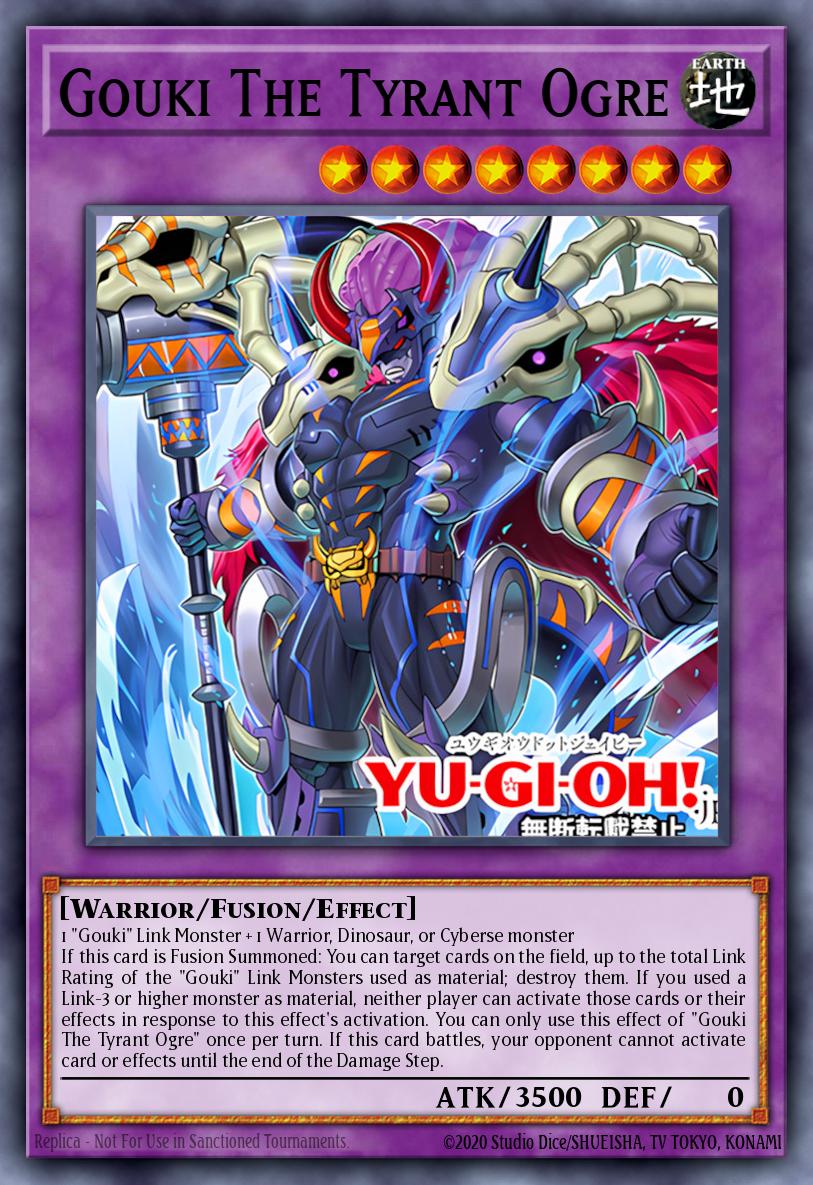 Gouki The Tyrant Ogre
EARTH
地
ユウギオウドットジェイピー
YU-GI-OH!
無断転載禁止
[Warrior/Fusion/Effect]
1 "Gouki" Link Monster + 1 Warrior, Dinosaur, or Cyberse monster
If this card is Fusion Summoned: You can target cards on the field, up to the total Link
Rating of the "Gouki" Link Monsters used as material; destroy them. If you used a
Link-3 or higher monster as material, neither player can activate those cards or their
effects in response to this effect's activation. You can only use this effect of "Gouki
The Tyrant Ogre" once per turn. If this card battles, your opponent cannot activate
card or effects until the end of the Damage Step.
ATK/3500 DEF/ 0
Replica - Not For Use in Sanctioned Tournaments.
©2020 Studio Dice/SHUEISHA, TV TOKYO, KONAMI